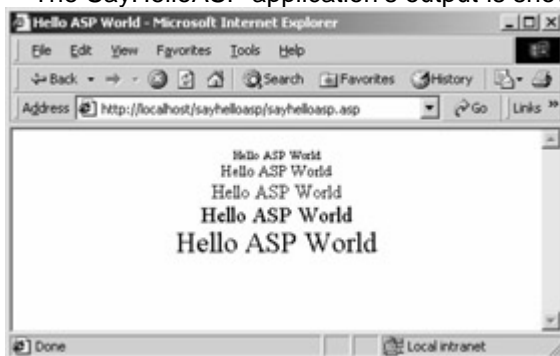 The SayHelloASP application's output is
Hello ASP World - Microsoft Internet Explorer
File Edit View Favorites Tools Help
Back Search Favorites History
Address http://localhost/sayhelloasp/sayhelloasp.asp Go Links »
Hello ASP World
Hello ASP World
Hello ASP World
Hello ASP World
Hello ASP World
Done Local intranet